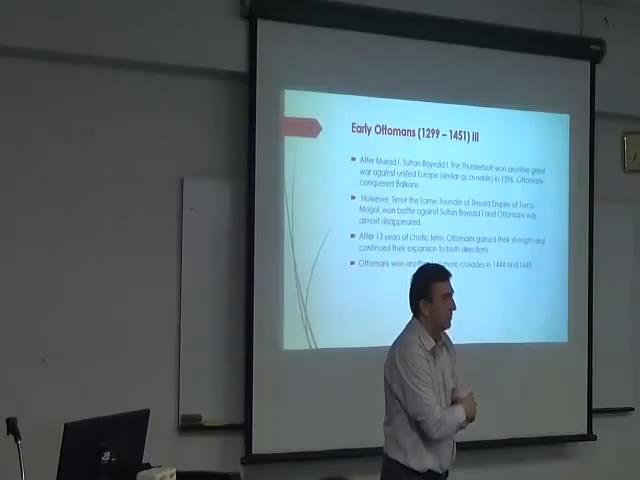 Early Ottomans (1299 – 1451) III
After Murad I, Sultan Bayezid I, the Thunderbolt won another great
war against united Europe (similar as crusade) in 1396. Ottomans
conquered Balkans.
However, Timur the Lame, founder of Timurid Empire of Turco-
Mogol, won battle against Sultan Bayezid I and Ottomans was
almost disappeared.
After 13 years of chotic term, Ottomans gained their strength and
continued their expansion to both directions
Ottomans won more crusades in 1444 and 1448